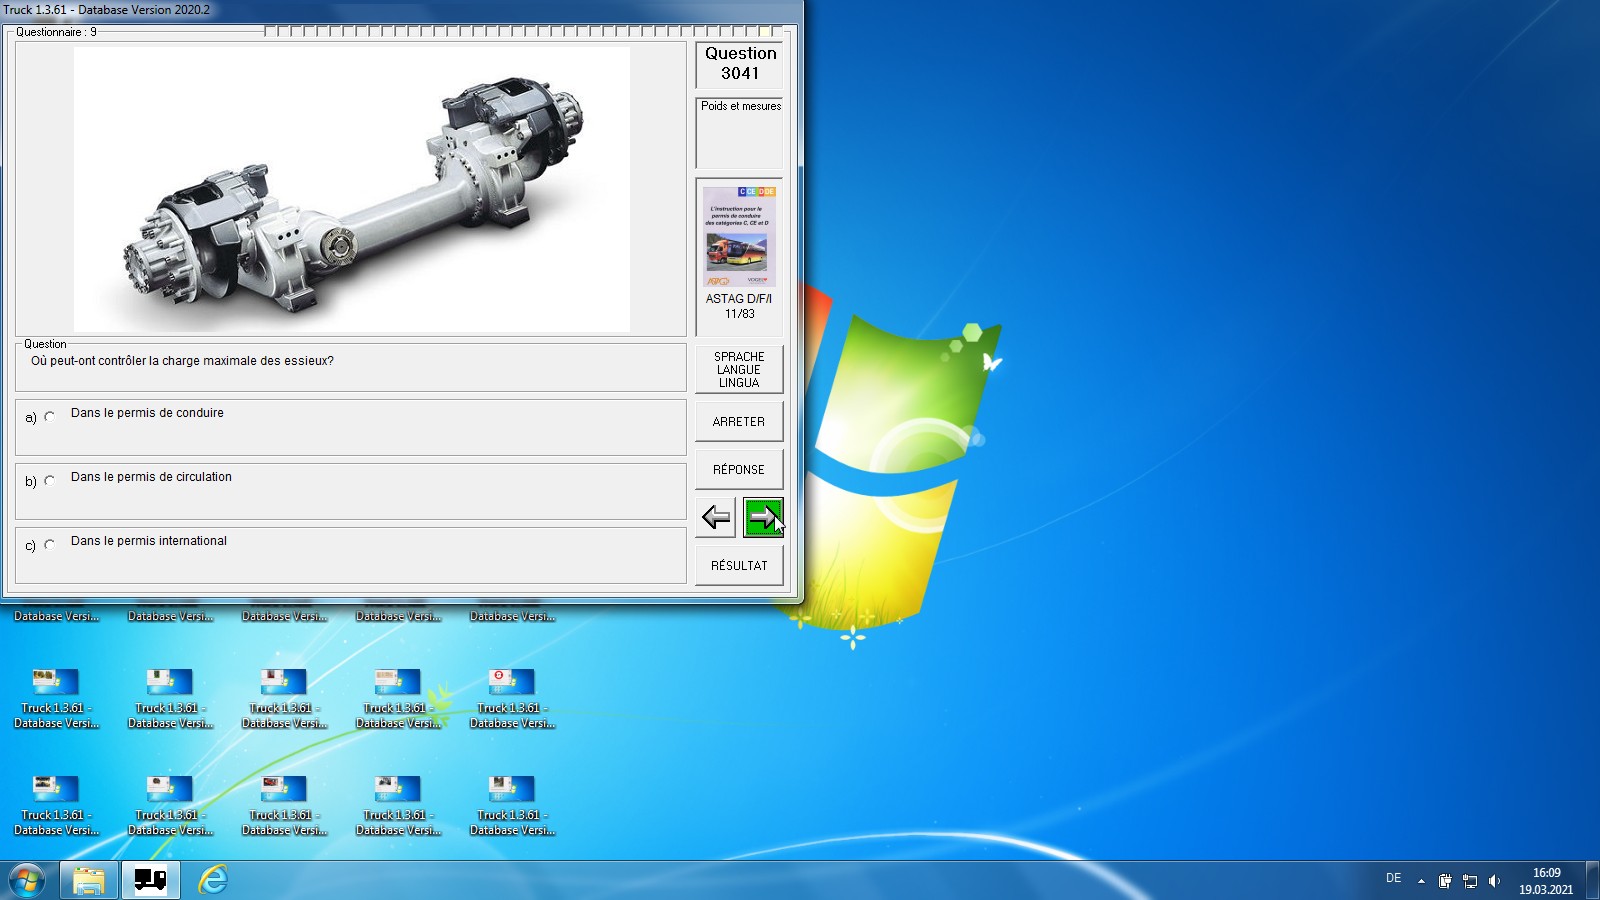 Truck 1.3.61 - Database Version 2020.2
Questionnaire : 9
Question
3041
Poids et mesures
C CE D DE
L'instruction pour le
permis de conduire
des catégories C, CE et D
ASTAG D/F/I
11/83
Question
Où peut-ont contrôler la charge maximale des essieux?
SPRACHE
LANGUE
LINGUA
a) Dans le permis de conduire
ARRETER
b) Dans le permis de circulation
RÉPONSE
c) Dans le permis international
RÉSULTAT
Database Versi... Database Versi... Database Versi... Database Versi... Database Versi...
Truck 1.3.61 - Truck 1.3.61 - Truck 1.3.61 - Truck 1.3.61 - Truck 1.3.61 -
Database Versi... Database Versi... Database Versi... Database Versi... Database Versi...
Truck 1.3.61 - Truck 1.3.61 - Truck 1.3.61 - Truck 1.3.61 - Truck 1.3.61 -
Database Versi... Database Versi... Database Versi... Database Versi... Database Versi...
DE
16:09
19.03.2021